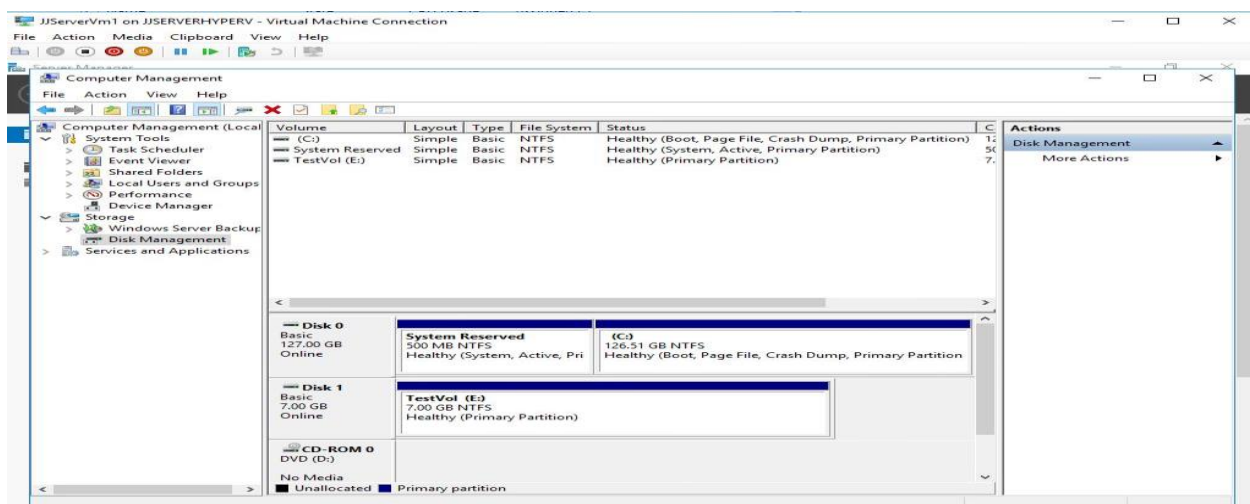 JJServerVm1 on JJSERVERHYPERV - Virtual Machine Connection
File Action Media Clipboard View Help
Server Manager
Computer Management
File Action View Help
Computer Management (Local
System Tools
Task Scheduler
Event Viewer
Shared Folders
Local Users and Groups
Performance
Device Manager
Storage
Windows Server Backup
Disk Management
Services and Applications
Volume Layout Type File System Status C
(C:) Simple Basic NTFS Healthy (Boot, Page File, Crash Dump, Primary Partition) 12
System Reserved Simple Basic NTFS Healthy (System, Active, Primary Partition) 50
TestVol (E:) Simple Basic NTFS Healthy (Primary Partition) 7.
Actions
Disk Management
More Actions
Disk 0
Basic
127.00 GB
Online
System Reserved
500 MB NTFS
Healthy (System, Active, Pri
(C:)
126.51 GB NTFS
Healthy (Boot, Page File, Crash Dump, Primary Partition
Disk 1
Basic
7.00 GB
Online
TestVol (E:)
7.00 GB NTFS
Healthy (Primary Partition)
CD-ROM 0
DVD (D:)
No Media
Unallocated Primary partition